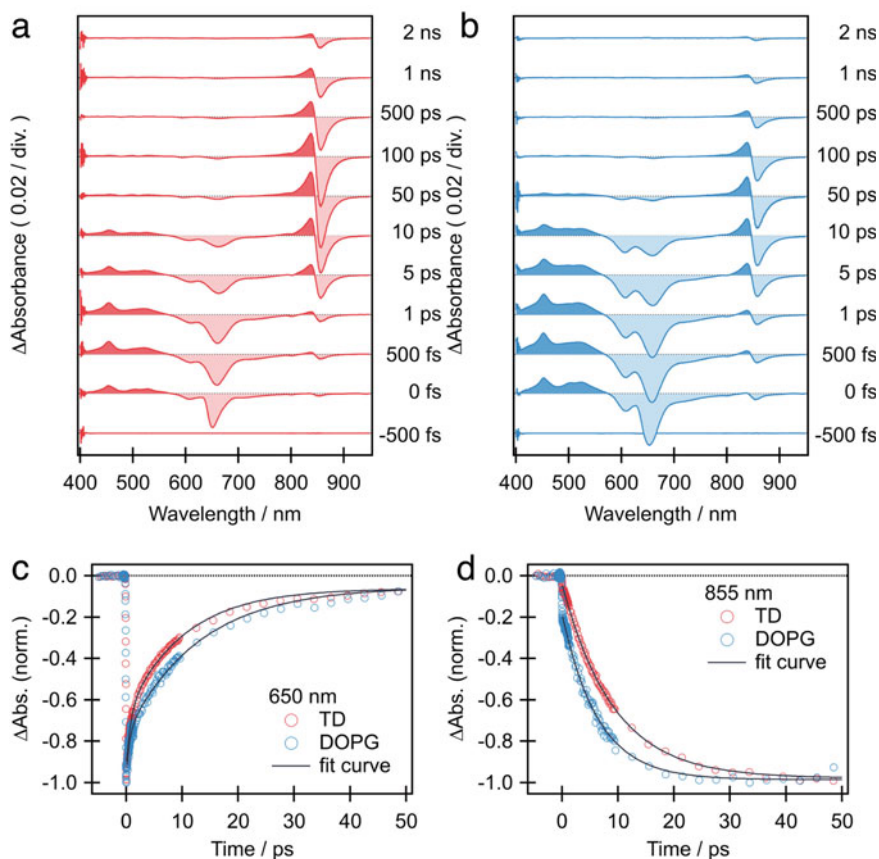 a
b
2 ns
1 ns
500 ps
100 ps
50 ps
10 ps
5 ps
1 ps
500 fs
0 fs
-500 fs
ΔAbsorbance ( 0.02 / div. )
400 500 600 700 800 900
Wavelength / nm
2 ns
1 ns
500 ps
100 ps
50 ps
10 ps
5 ps
1 ps
500 fs
0 fs
-500 fs
ΔAbsorbance ( 0.02 / div. )
400 500 600 700 800 900
Wavelength / nm
c
ΔAbs. (norm.)
0.0
-0.2
-0.4
-0.6
-0.8
-1.0
650 nm
TD
DOPG
fit curve
0 10 20 30 40 50
Time / ps
d
ΔAbs. (norm.)
0.0
-0.2
-0.4
-0.6
-0.8
-1.0
855 nm
TD
DOPG
fit curve
0 10 20 30 40 50
Time / ps